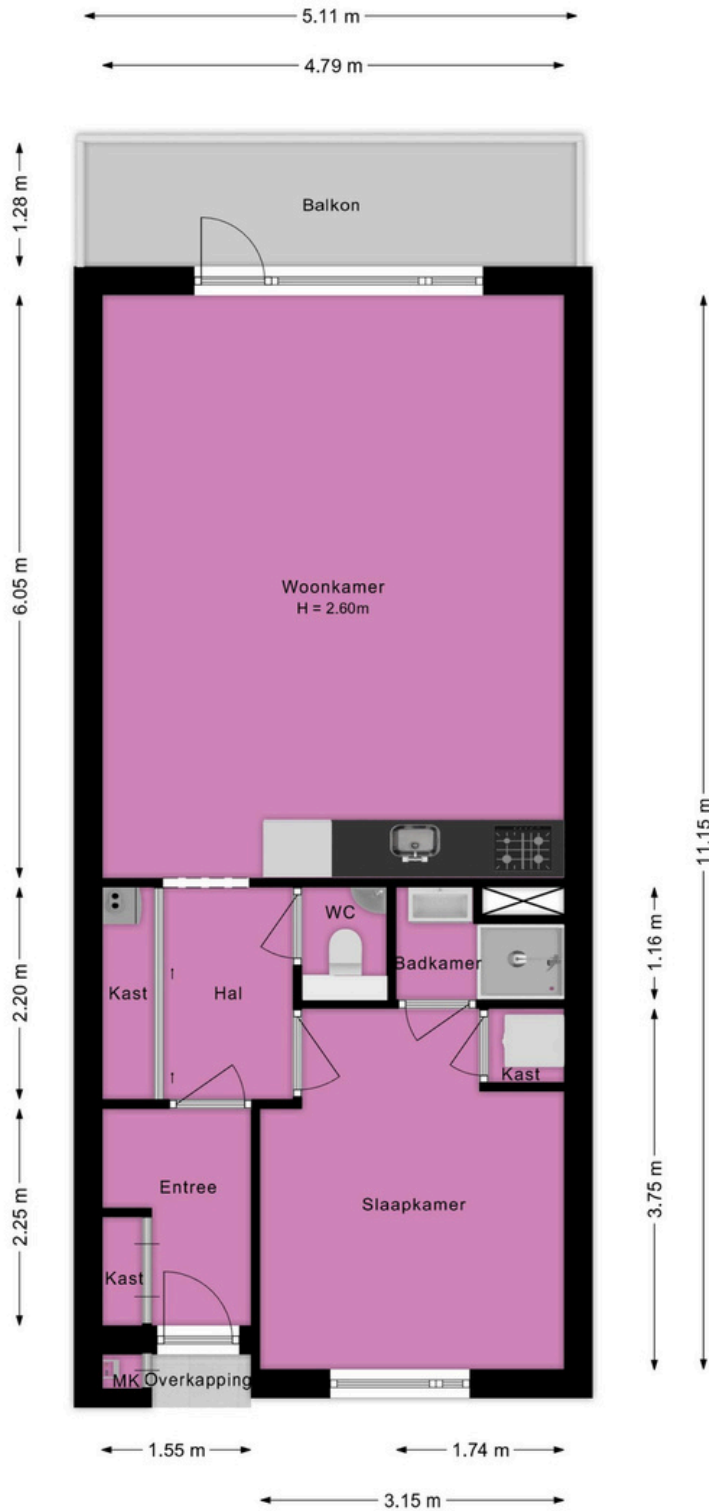 5.11 m
4.79 m
1.28 m
Balkon
6.05 m
Woonkamer
H = 2.60m
11.15 m
WC
Badkamer
1.16 m
2.20 m
Kast
Hal
Kast
Entree
Slaapkamer
3.75 m
2.25 m
Kast
MK
Overkapping
1.55 m
1.74 m
3.15 m